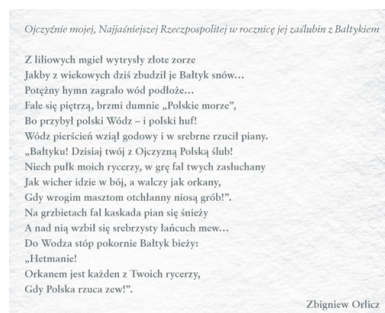 Ojczyźnie mojej, Najjaśniejszej Rzeczpospolitej w rocznicę jej zaślubin z Bałtykiem
Z liliowych mgieł wytrysły złote zorze
Jakby z wiekowych dziś zbudził je Bałtyk snów...
Potężny hymn zagrało wód podłoże...
Fale się piętrzą, brzmi dumnie „Polskie morze”,
Bo przybył polski Wódz – i polski huf!
Wódz pierścień wziął godowy i w srebrne rzucił piany.
„Bałtyku! Dzisiaj twój z Ojczyzną Polską ślub!
Niech pułk moich rycerzy, w grę fal twych zasłuchany
Jak wicher idzie w bój, a walczy jak orkany,
Gdy wrogim masztom otchłanny niosą grób!”.
Na grzbietach fal kaskada pian się śnieży
A nad nią wzbił się srebrzysty łańcuch mew...
Do Wodza stóp pokornie Bałtyk bieży:
„Hetmanie!
Orkanem jest każden z Twoich rycerzy,
Gdy Polska rzuca zew!”.
Zbigniew Orlicz